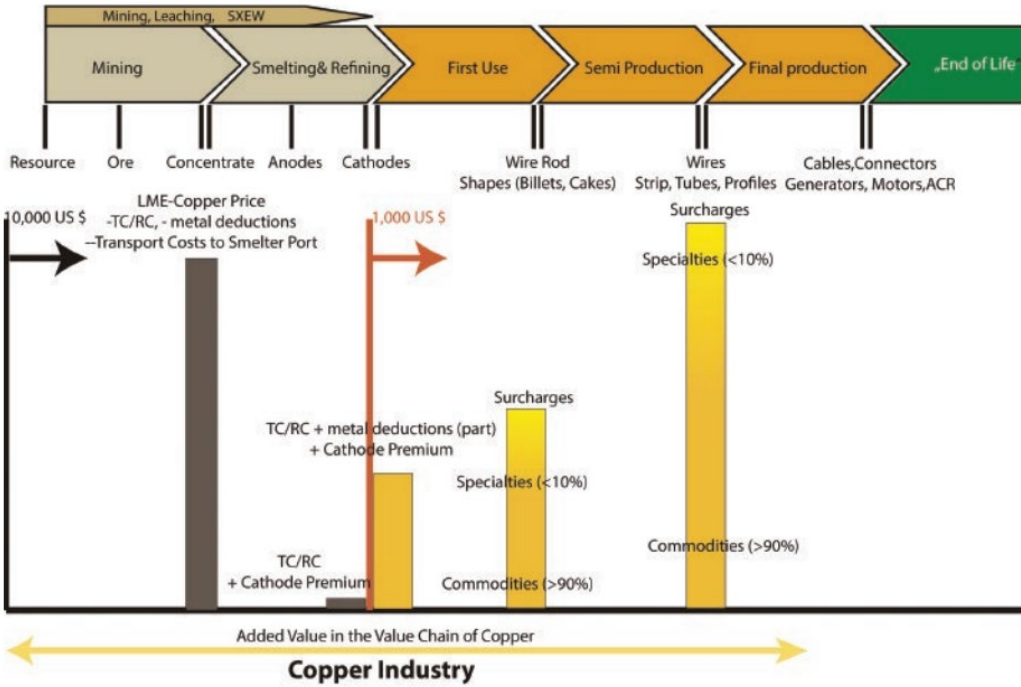 Mining, Leaching, SXEW
Mining
Smelting& Refining
First Use
Semi Production
Final production
„End of Life"
Resource
Ore
Concentrate
Anodes
Cathodes
Wire Rod
Shapes (Billets, Cakes)
Wires
Strip, Tubes, Profiles
Cables,Connectors
Generators, Motors,ACR
10,000 US $
LME-Copper Price
-TC/RC, - metal deductions
--Transport Costs to Smelter Port
1,000 US $
Surcharges
Specialties (<10%)
Surcharges
TC/RC + metal deductions (part)
+ Cathode Premium
Specialties (<10%)
Commodities (>90%)
TC/RC
+ Cathode Premium
Commodities (>90%)
Added Value in the Value Chain of Copper
Copper Industry